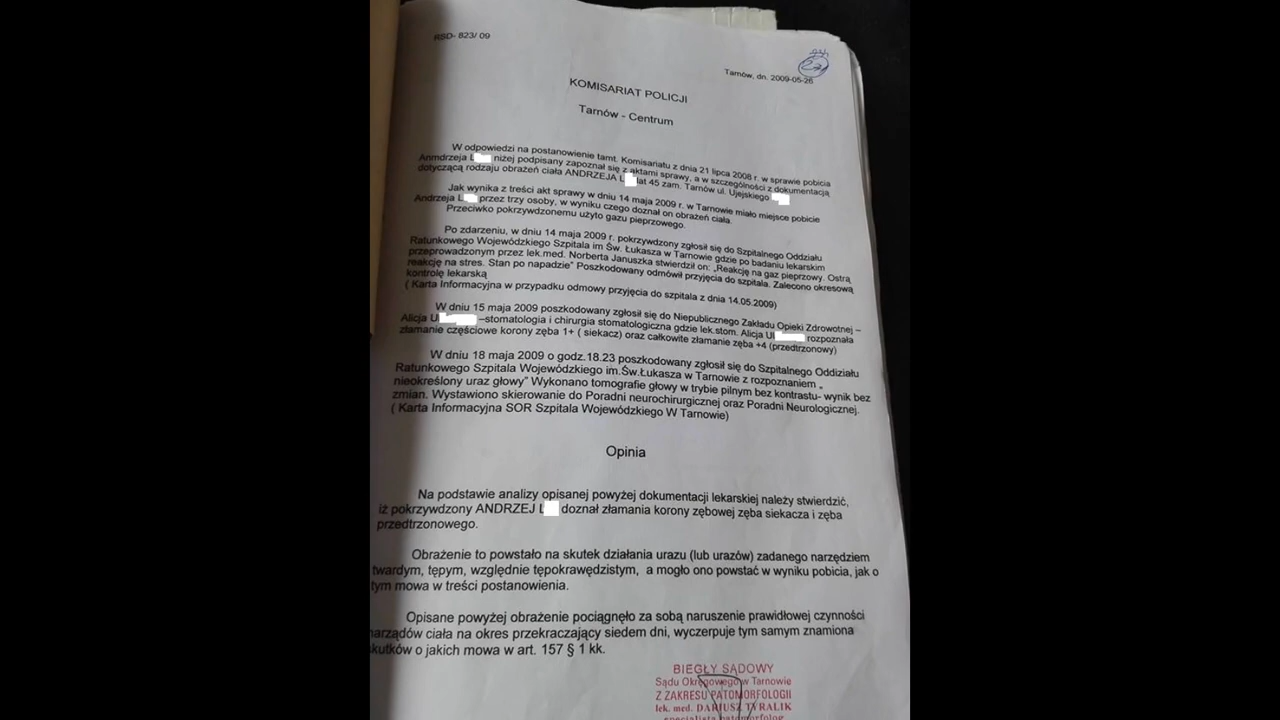 RSD- 823/ 09
Tarnów, dn. 2009-05-26
KOMISARIAT POLICJI
Tarnów - Centrum
W odpowiedzi na postanowienie tamt. Komisariatu z dnia 21 lipca 2008 r. w sprawie pobicia
Anmdrzeja L niżej podpisany zapoznał się z aktami sprawy, a w szczególności z dokumentacją
dotyczącą rodzaju obrażeń ciała ANDRZEJA L lat 45 zam. Tarnów ul. Ujejskiego
Jak wynika z treści akt sprawy w dniu 14 maja 2009 r. w Tarnowie miało miejsce pobicie
Andrzeja L przez trzy osoby, w wyniku czego doznał on obrażeń ciała.
Przeciwko pokrzywdzonemu użyto gazu pieprzowego.
Po zdarzeniu, w dniu 14 maja 2009 r. pokrzywdzony zgłosił się do Szpitalnego Oddziału
Ratunkowego Wojewódzkiego Szpitala im Św. Łukasza w Tarnowie gdzie po badaniu lekarskim
przeprowadzonym przez lek.med. Norberta Januszka stwierdził on: „Reakcję na gaz pieprzowy. Ostrą
reakcję na stres. Stan po napadzie" Poszkodowany odmówił przyjęcia do szpitala. Zalecono okresową
kontrolę lekarską
( Karta Informacyjna w przypadku odmowy przyjęcia do szpitala z dnia 14.05.2009)
W dniu 15 maja 2009 poszkodowany zgłosił się do Niepublicznego Zakładu Opieki Zdrowotnej –
Alicja Ul –stomatologia i chirurgia stomatologiczna gdzie lek.stom. Alicja Ul rozpoznała
złamanie częściowe korony zęba 1+ ( siekacz) oraz całkowite złamanie zęba +4 (przedtrzonowy)
W dniu 18 maja 2009 o godz.18.23 poszkodowany zgłosił się do Szpitalnego Oddiziału
Ratunkowego Szpitala Wojewódzkiego im.Św.Łukasza w Tarnowie z rozpoznaniem „
nieokreślony uraz głowy" Wykonano tomografie głowy w trybie pilnym bez kontrastu- wynik bez
zmian. Wystawiono skierowanie do Poradni neurochirurgicznej oraz Poradni Neurologicznej.
( Karta Informacyjna SOR Szpitala Wojewódzkiego W Tarnowie)
Opinia
Na podstawie analizy opisanej powyżej dokumentacji lekarskiej należy stwierdzić,
iż pokrzywdzony ANDRZEJ L doznał złamania korony zębowej zęba siekacza i zęba
przedtrzonowego.
Obrażenie to powstało na skutek działania urazu (lub urazów) zadanego narzędziem
twardym, tępym, względnie tępokrawędzistym, a mogło ono powstać w wyniku pobicia, jak o
tym mowa w treści postanowienia.
Opisane powyżej obrażenie pociągnęło za sobą naruszenie prawidłowej czynności
narządów ciała na okres przekraczający siedem dni, wyczerpuje tym samym znamiona
skutków o jakich mowa w art. 157 § 1 kk.
BIEGŁY SĄDOWY
Sądu Okręgowego w Tarnowie
Z ZAKRESU PATOMORFOLOGII
lek. med. DARIUSZ TYRALIK
specjalista patomorfolog